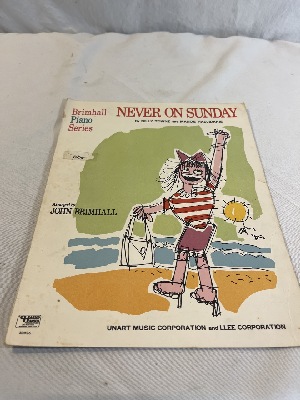 Brimhall
Piano
Series
NEVER ON SUNDAY
Arranged by
JOHN BRIMHALL
UNART MUSIC CORPORATION and LLEE CORPORATION